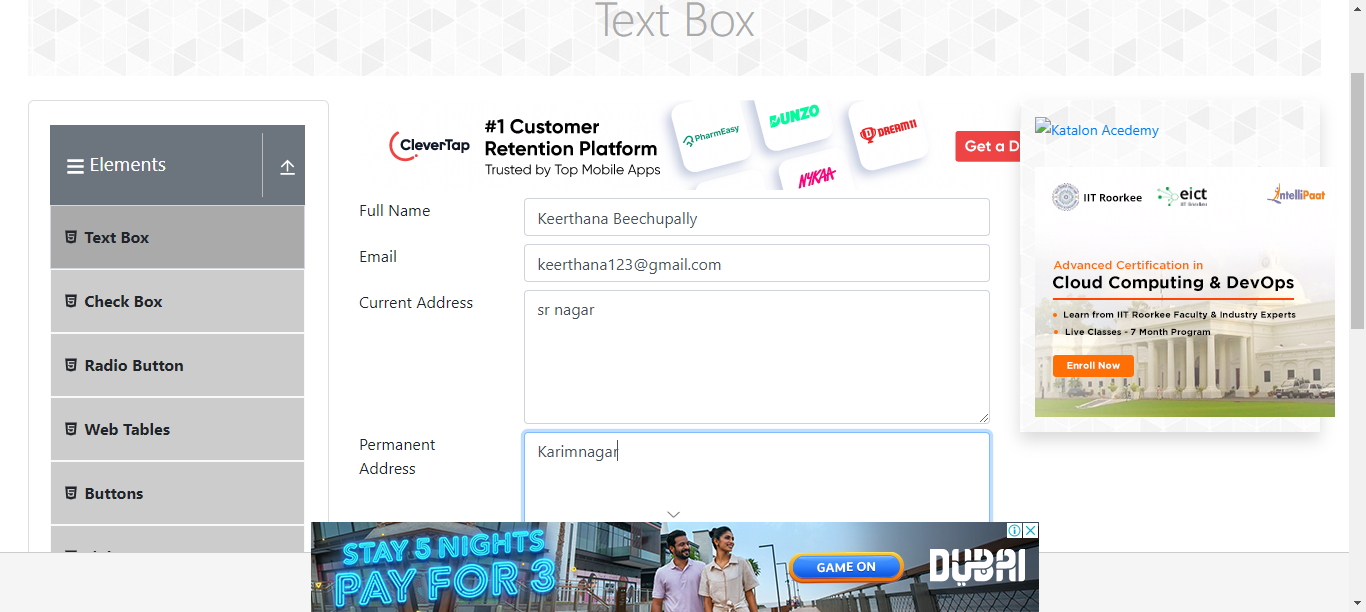 Text Box
Elements
Text Box
Check Box
Radio Button
Web Tables
Buttons
CleverTap
#1 Customer
Retention Platform
Trusted by Top Mobile Apps
PharmEasy
DUNZO
DREAM11
NYKAA
Get a D
Full Name
Keerthana Beechupally
Email
keerthana123@gmail.com
Current Address
sr nagar
Permanent
Address
Karimnagar
Katalon Acedemy
IIT Roorkee
eict
IntelliPaat
Advanced Certification in
Cloud Computing & DevOps
Learn from IIT Roorkee Faculty & Industry Experts
Live Classes - 7 Month Program
Enroll Now
STAY 5 NIGHTS
PAY FOR 3
GAME ON
DUBAI